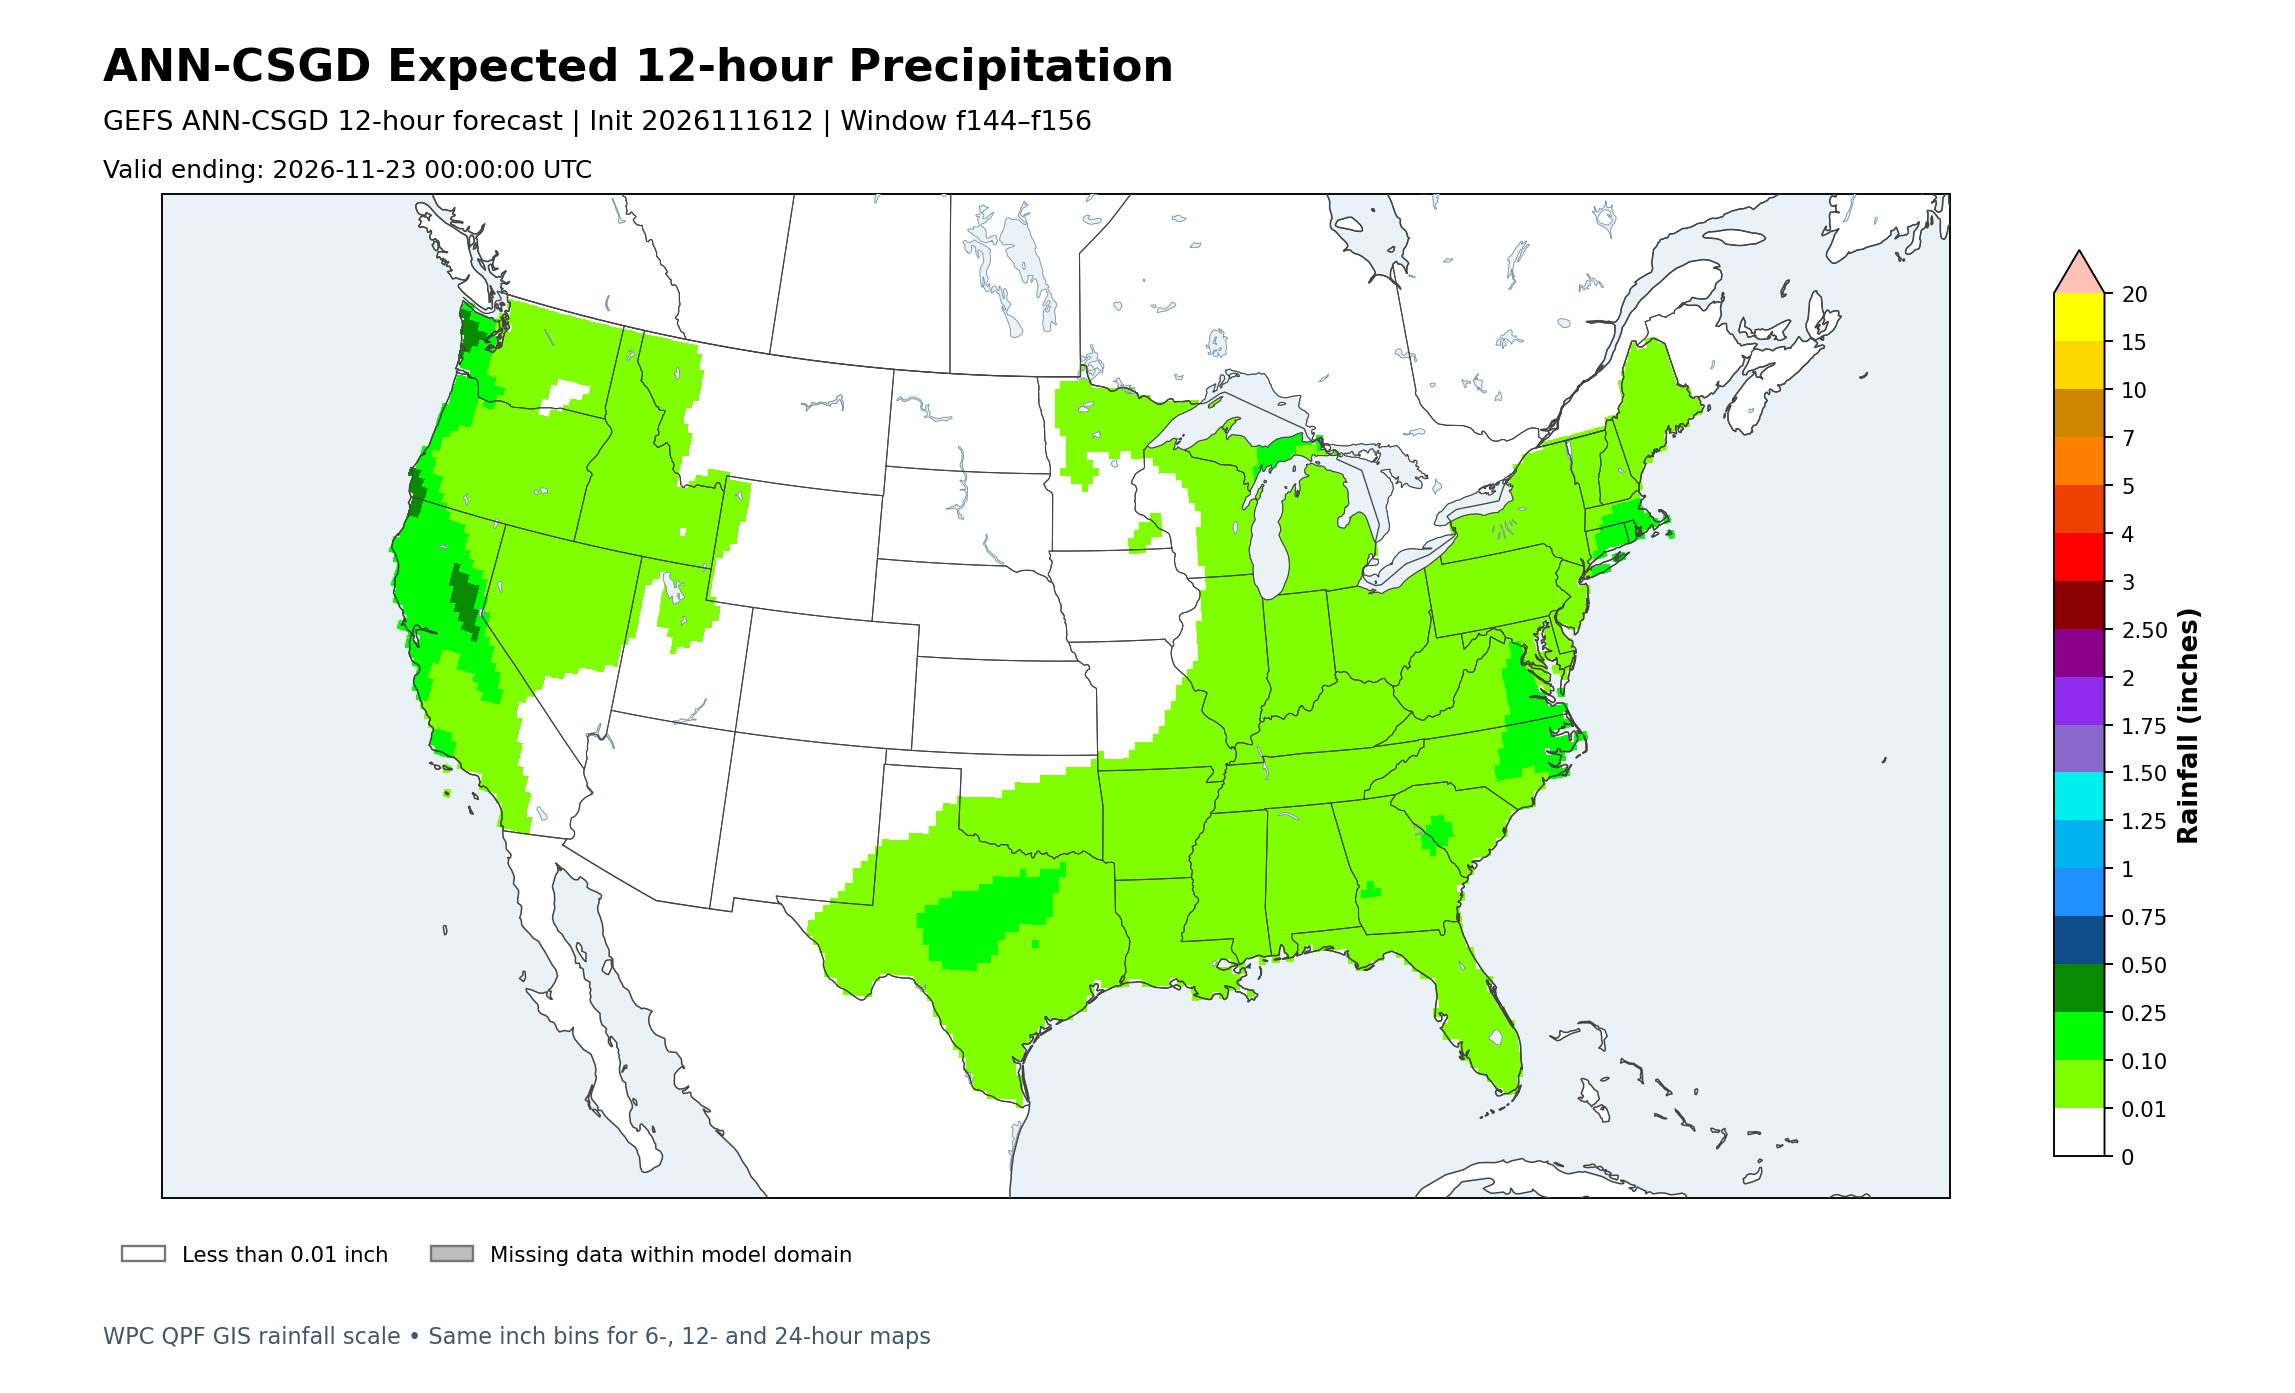 ANN-CSGD Expected 12-hour Precipitation
GEFS ANN-CSGD 12-hour forecast | Init 2026111612 | Window f144–f156
Valid ending: 2026-11-23 00:00:00 UTC
20
15
10
7
5
4
3
2.50
2
1.75
1.50
1.25
1
0.75
0.50
0.25
0.10
0.01
0
Rainfall (inches)
Less than 0.01 inch
Missing data within model domain
WPC QPF GIS rainfall scale • Same inch bins for 6-, 12- and 24-hour maps